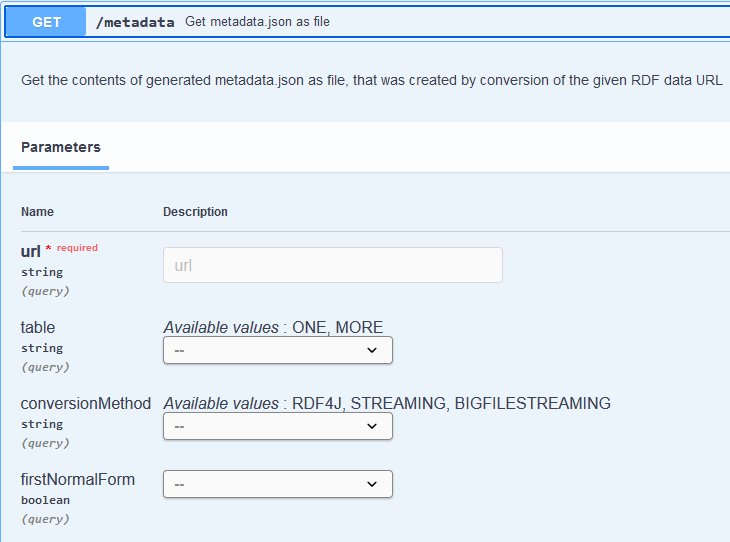 GET /metadata Get metadata.json as file
Get the contents of generated metadata.json as file, that was created by conversion of the given RDF data URL
Parameters
Name Description
url * required
string
(query)
url
table
string
(query)
Available values : ONE, MORE
--
conversionMethod
string
(query)
Available values : RDF4J, STREAMING, BIGFILESTREAMING
--
firstNormalForm
boolean
(query)
--